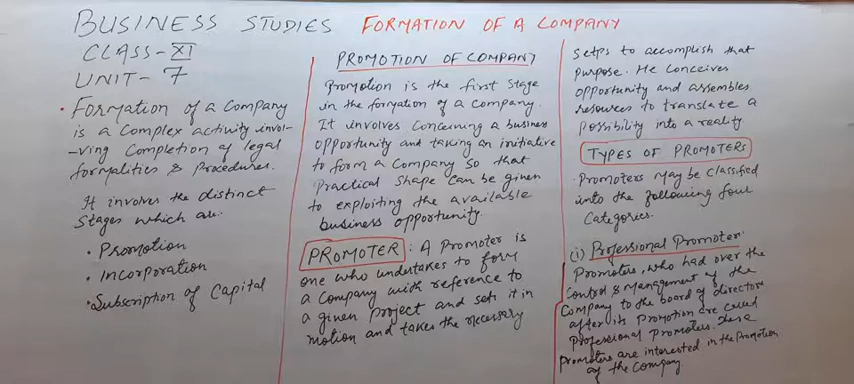 BUSINESS STUDIES FORMATION OF A COMPANY
CLASS-XI
UNIT- 7
• Formation of a Company
is a Complex activity invol-
-ving Completion of legal
formalities & Procedures.
It involves the distinct
Stages which are.
• Promotion
• Incorporation
• Subscription of Capital
PROMOTION OF COMPANY
Promotion is the first stage
in the formation of a company.
It involves Concerning a business
opportunity and taking an initiative
to form a Company so that
Practical Shape Can be given
to exploiting the available
business opportunity.
PROMOTER : A Promoter is
one who undertakes to form
a Company with reference to
a given Project and sets it in
motion and takes the necessary
setps to accomplish that
purpose. He Conceives
opportunity and assembles
resources to translate a
possibility into a reality.
TYPES OF PROMOTERS
Promoters may be classified
into the following four
Categories.
(i) Professional Promoter:
Promoters, who had over the
Control & Management of the
Company to the board of directors
after its Promotion are called
Professional Promoters. These
Promoters are interested in the Promotion
of the Company